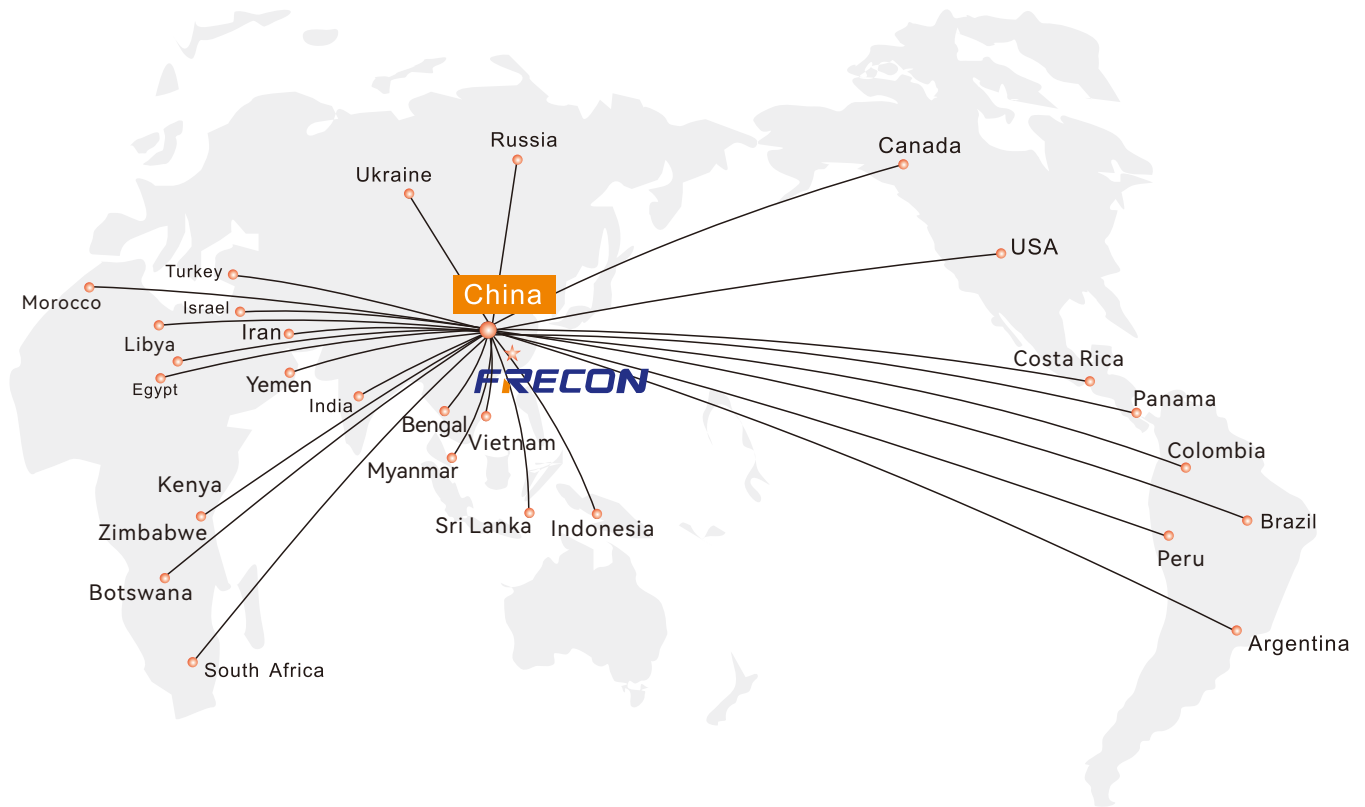 Russia
Canada
Ukraine
USA
Turkey
China
Morocco
Israel
Iran
Libya
Costa Rica
FRECON
Egypt
Yemen
India
Panama
Bengal
Vietnam
Colombia
Myanmar
Kenya
Brazil
Sri Lanka
Indonesia
Zimbabwe
Peru
Botswana
Argentina
South Africa